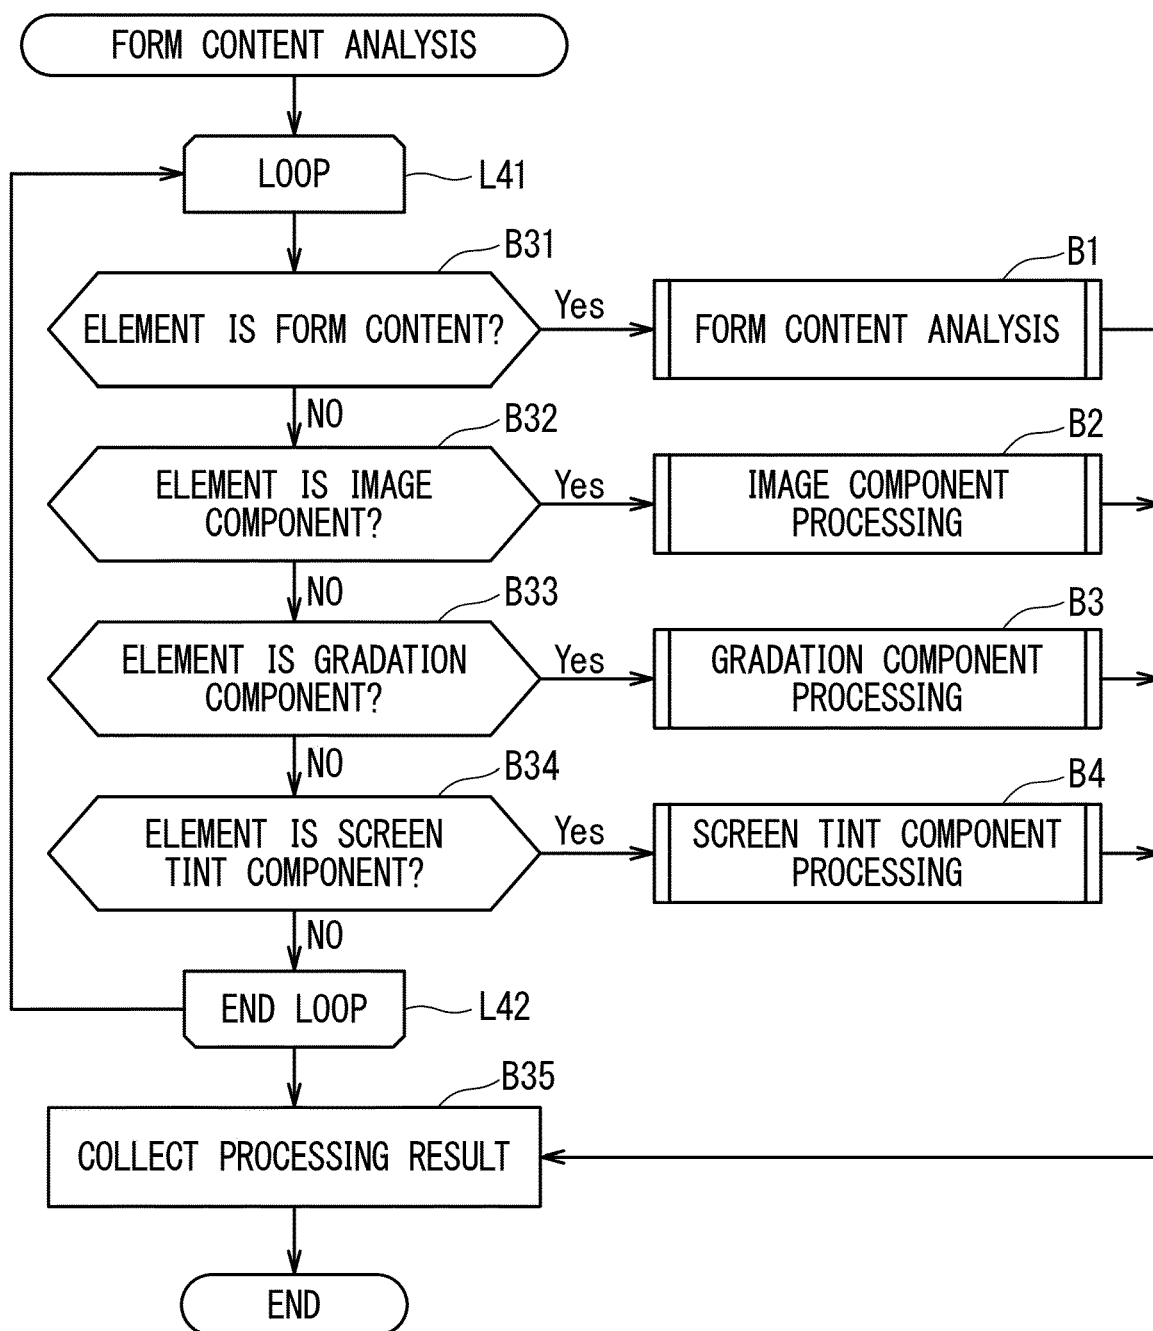 FORM CONTENT ANALYSIS
LOOP
L41
B31
ELEMENT IS FORM CONTENT?
Yes
B1
FORM CONTENT ANALYSIS
NO
B32
ELEMENT IS IMAGE
COMPONENT?
Yes
B2
IMAGE COMPONENT
PROCESSING
NO
B33
ELEMENT IS GRADATION
COMPONENT?
Yes
B3
GRADATION COMPONENT
PROCESSING
NO
B34
ELEMENT IS SCREEN
TINT COMPONENT?
Yes
B4
SCREEN TINT COMPONENT
PROCESSING
NO
END LOOP
L42
B35
COLLECT PROCESSING RESULT
END